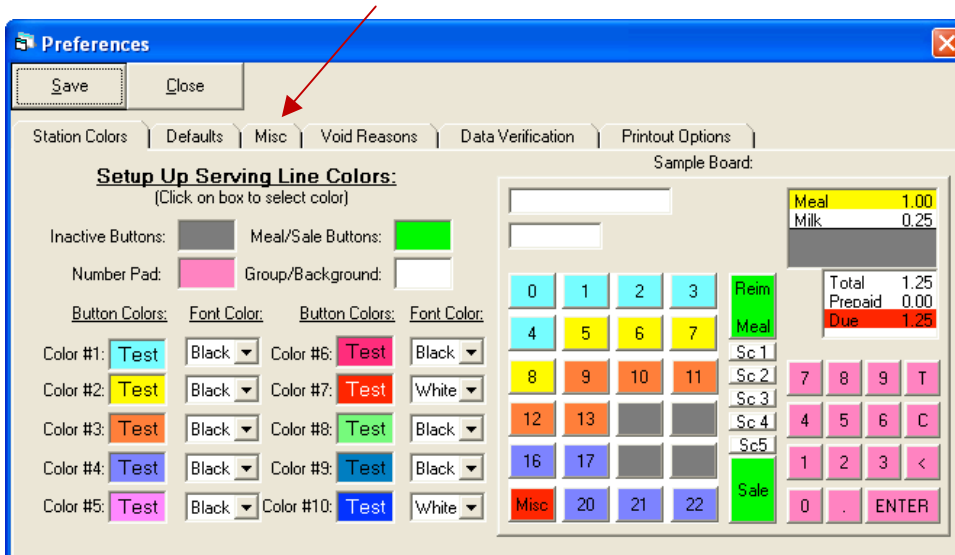 Preferences
Save Close
Station Colors Defaults Misc Void Reasons Data Verification Printout Options
Setup Up Serving Line Colors:
(Click on box to select color)
Inactive Buttons: Meal/Sale Buttons:
Number Pad: Group/Background:
Button Colors: Font Color: Button Colors: Font Color:
Color #1: Test Black Color #6: Test Black
Color #2: Test Black Color #7: Test White
Color #3: Test Black Color #8: Test Black
Color #4: Test Black Color #9: Test Black
Color #5: Test Black Color #10: Test White
Sample Board:
Meal 1.00
Milk 0.25
Total 1.25
Prepaid 0.00
Due 1.25
0 1 2 3
4 5 6 7
8 9 10 11
12 13
16 17
Misc 20 21 22
Reim
Meal
Sc 1
Sc 2
Sc 3
Sc 4
Sc5
Sale
7 8 9 T
4 5 6 C
1 2 3 <
0 . ENTER